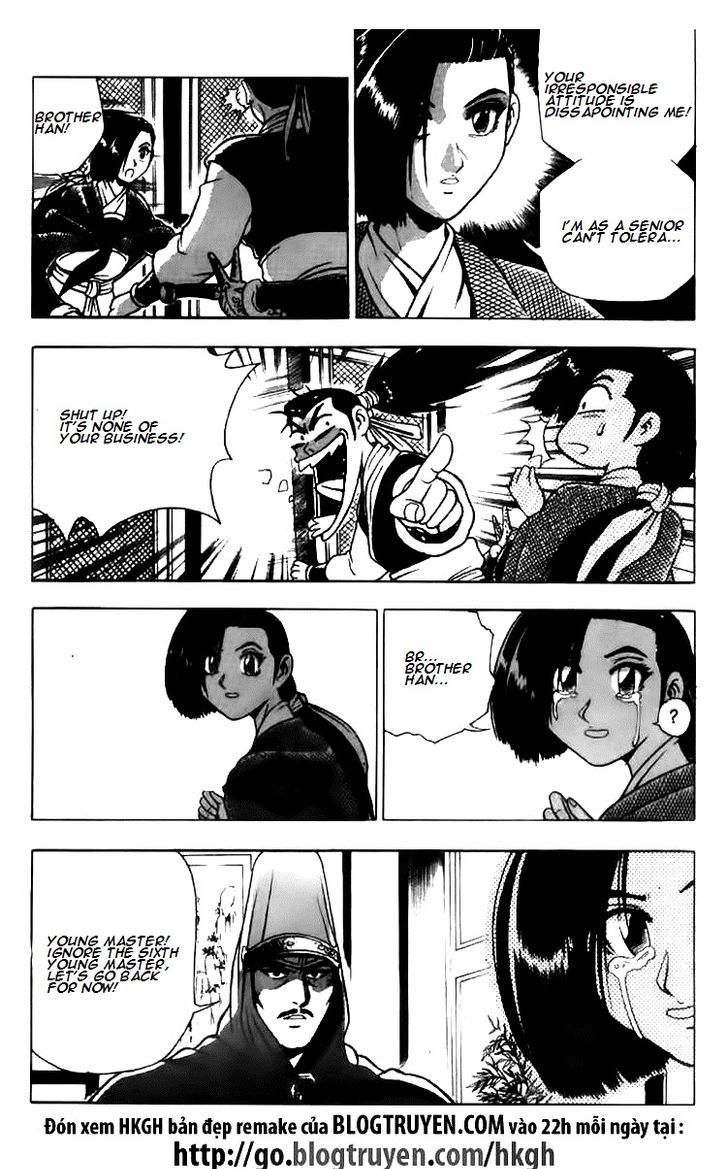 BROTHER
HAN!
YOUR
IRRESPONSIBLE
ATTITUDE IS
DISSAPOINTING ME!
I'M AS A SENIOR
CAN'T TOLERA...
SHUT UP!
IT'S NONE OF
YOUR BUSINESS!
BR...
BROTHER
HAN...
?
YOUNG MASTER!
IGNORE THE SIXTH
YOUNG MASTER,
LET'S GO BACK
FOR NOW!
Đón xem HKGH bản đẹp remake của BLOGTRUYEN.COM vào 22h mỗi ngày tại :
http://go.blogtruyen.com/hkgh